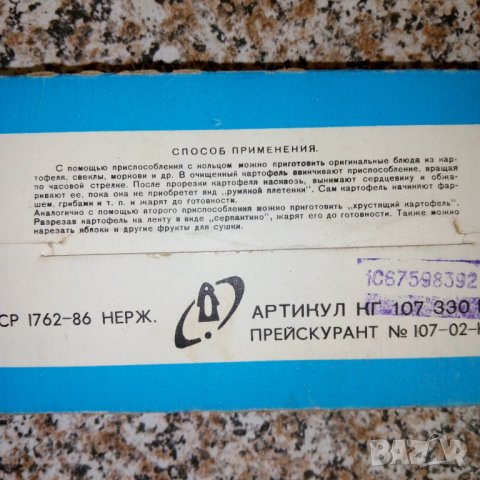 СПОСОБ ПРИМЕНЕНИЯ.
С помощью приспособления с кольцом можно приготовить оригинальные блюда из кар-
тофеля, свеклы, моркови и др. В очищенный картофель ввинчивают приспособление, вращая
по часовой стрелке. После прорезки картофеля насквозь, вынимают сердцевину и обжа-
ривают ее, пока она не приобретет вид „румяной плетенки". Сам картофель начиняют фар-
шем, грибами и т. п. и жарят до готовности.
Аналогично с помощью второго приспособления можно приготовить „хрустящий картофель".
Разрезав картофель на ленту в виде „серпантина", жарят его до готовности. Также можно
нарезать яблоки и другие фрукты для сушки.
1С67598392
СР 1762-86 НЕРЖ.
АРТИКУЛ КГ 107 330
ПРЕЙСКУРАНТ № 107-02-
BAZAR